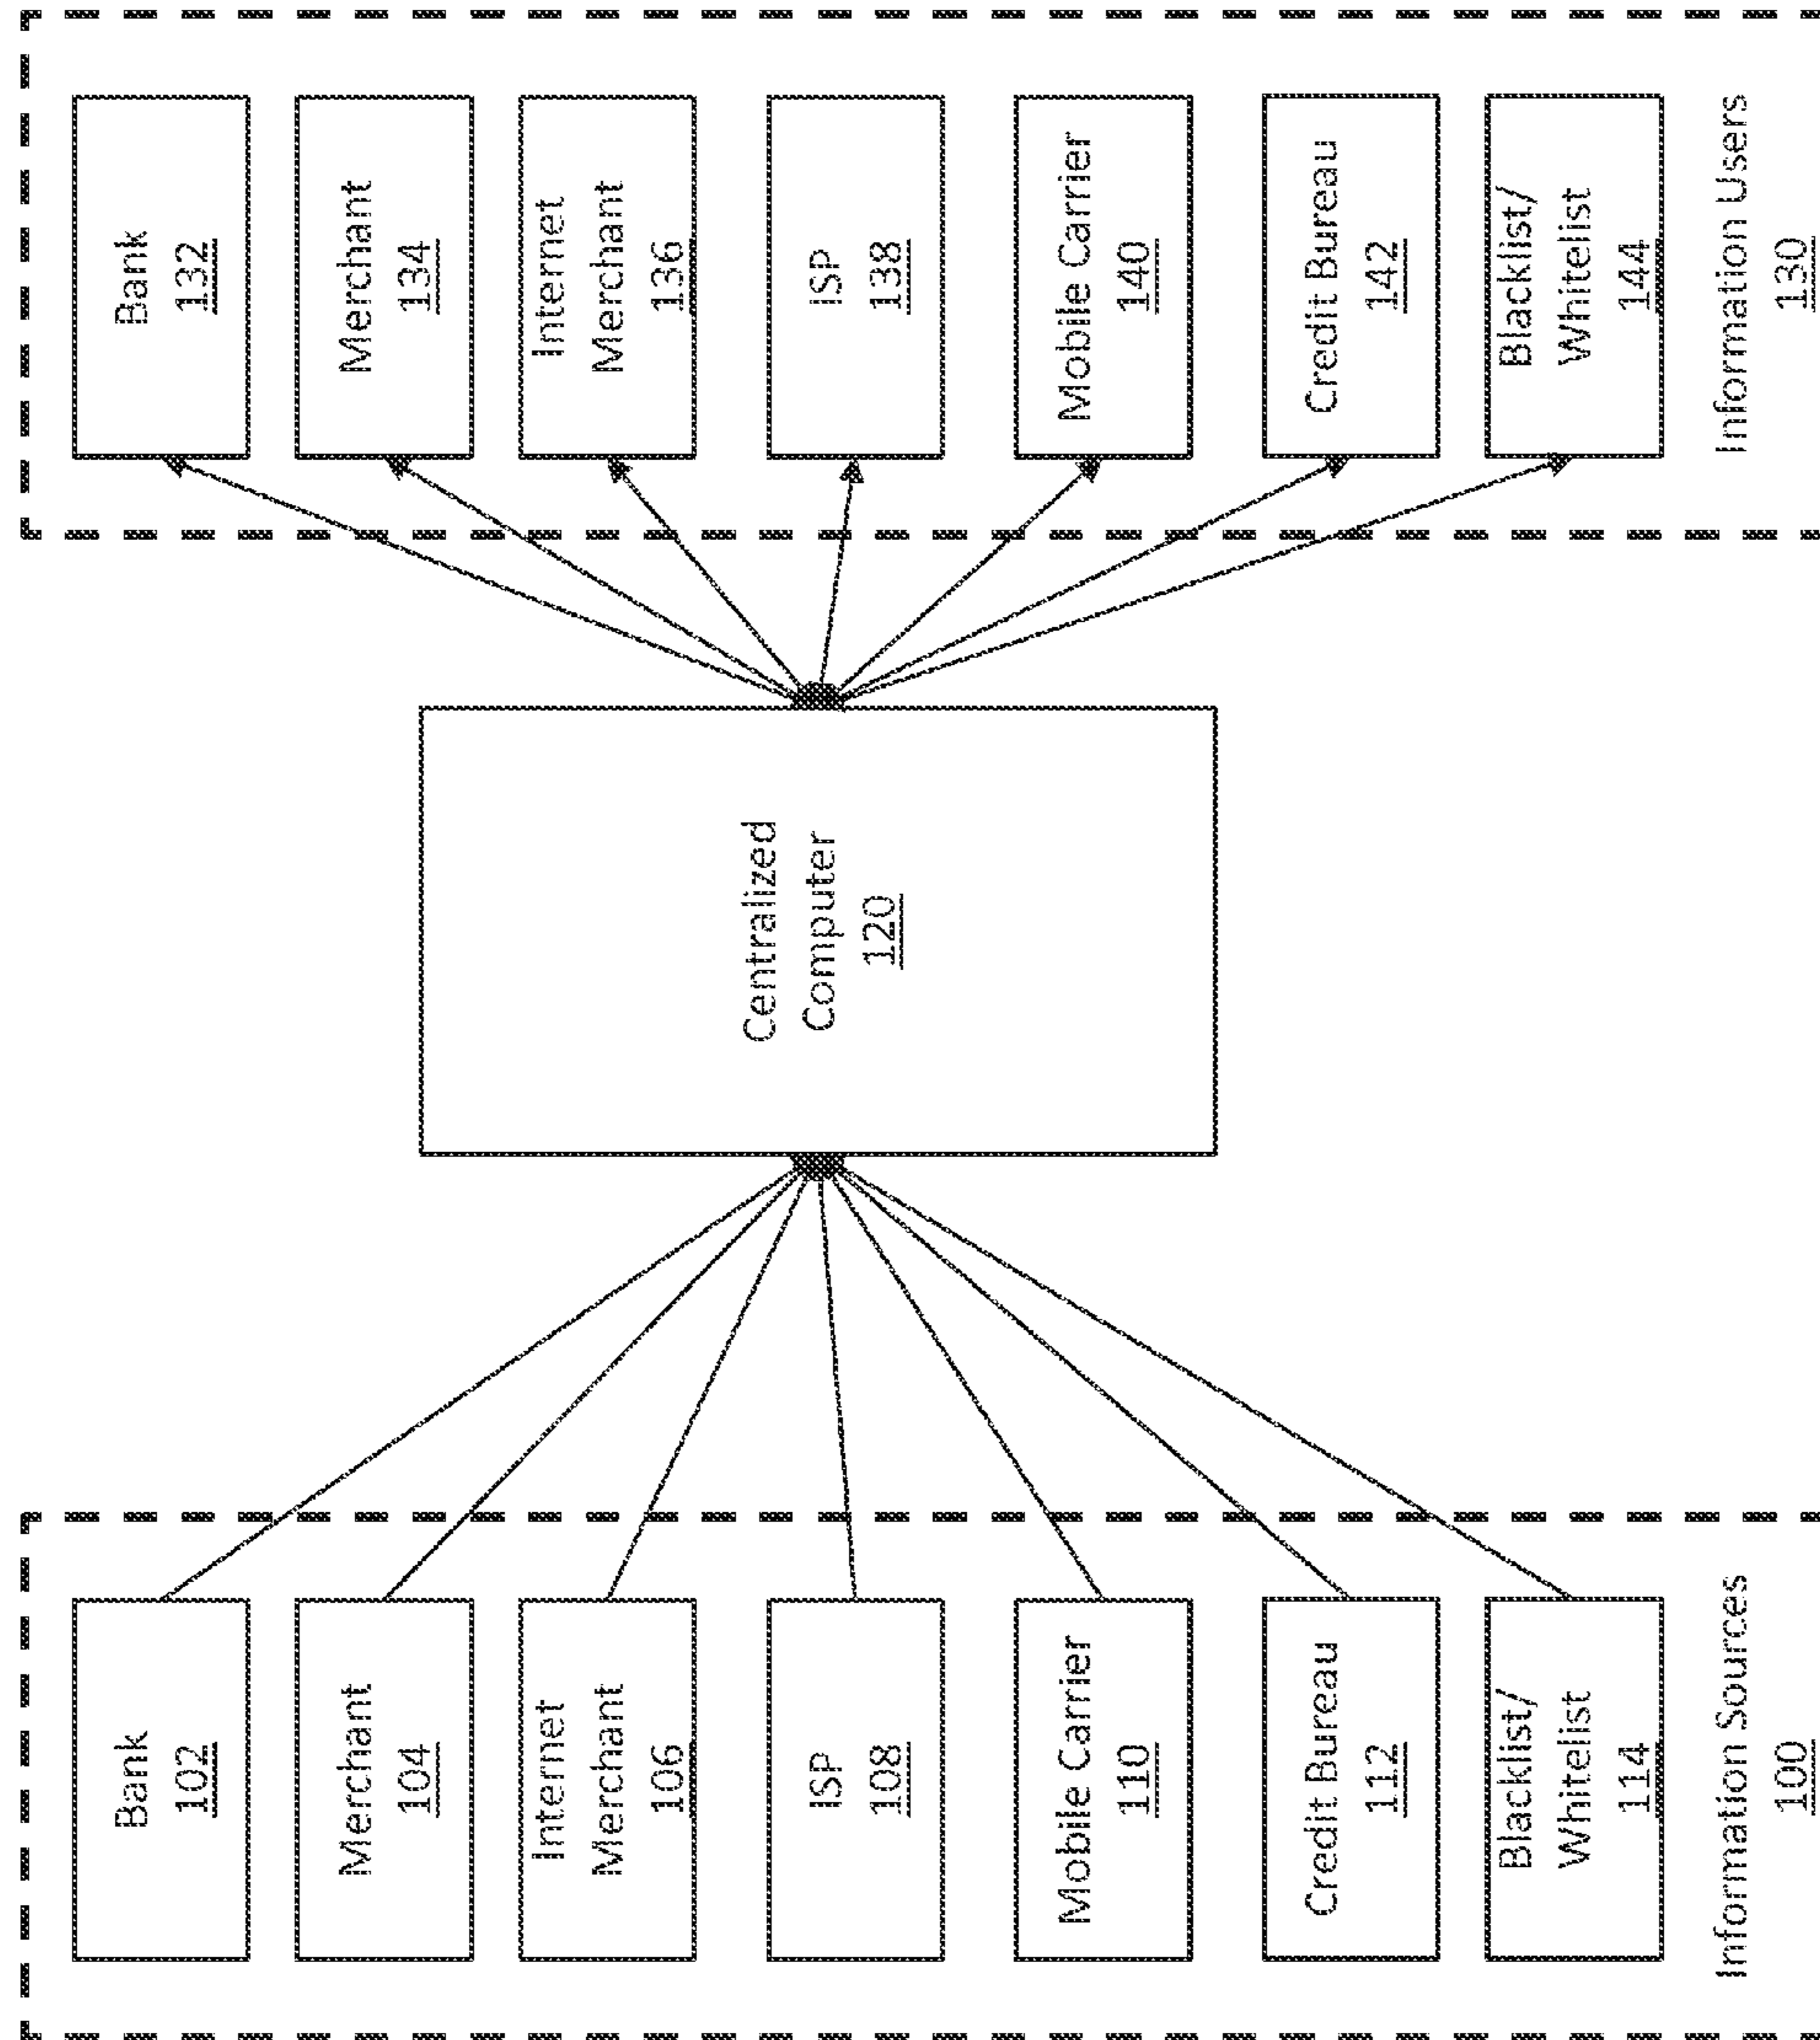 Bank
102
Merchant
104
Internet
Merchant
106
ISP
108
Mobile Carrier
110
Credit Bureau
112
Blacklist/
Whitelist
114
Information Sources
100
Centralized
Computer
120
Bank
132
Merchant
134
Internet
Merchant
136
ISP
138
Mobile Carrier
140
Credit Bureau
142
Blacklist/
Whitelist
144
Information Users
130